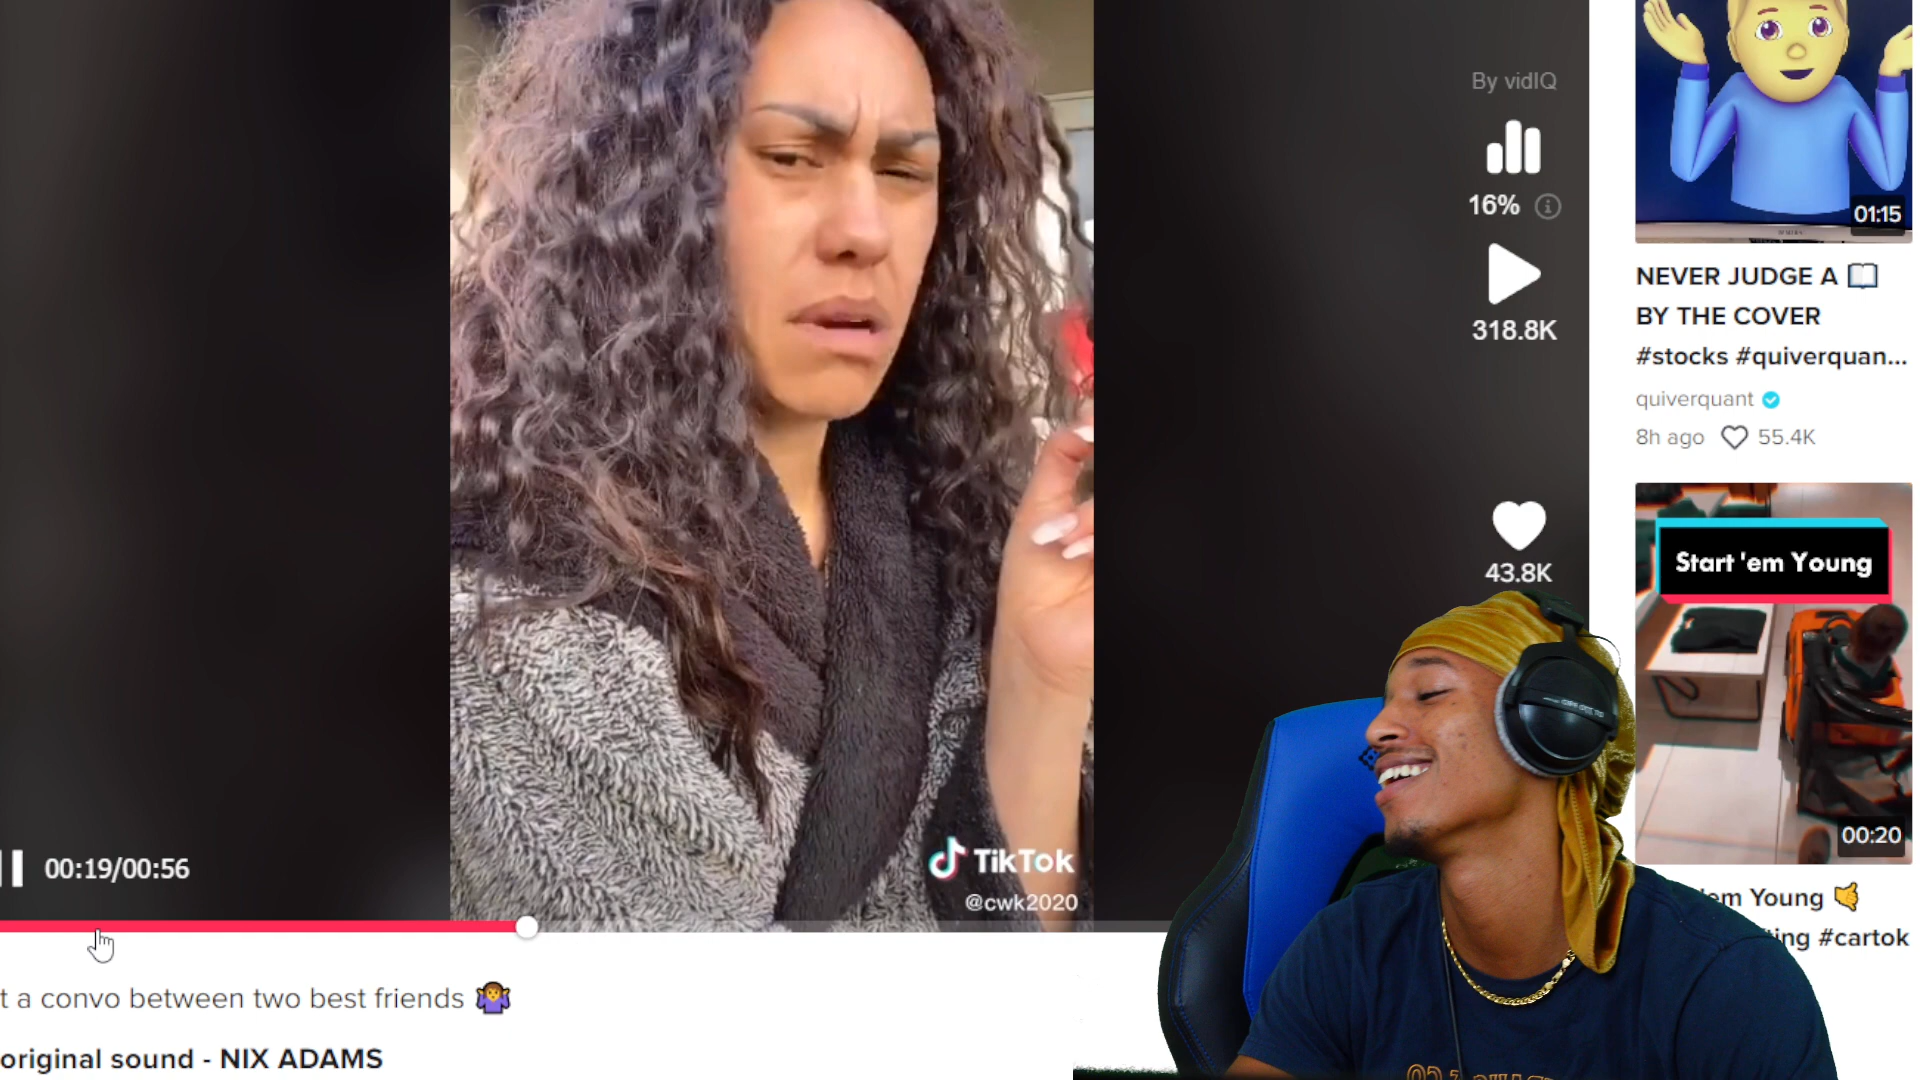 By vidIQ
16%
318.8K
43.8K
TikTok
@cwk2020
00:19/00:56
t a convo between two best friends
original sound - NIX ADAMS
01:15
NEVER JUDGE A
BY THE COVER
#stocks #quiverquan...
quiverquant
8h ago 55.4K
Start 'em Young
00:20
em Young
ting #cartok